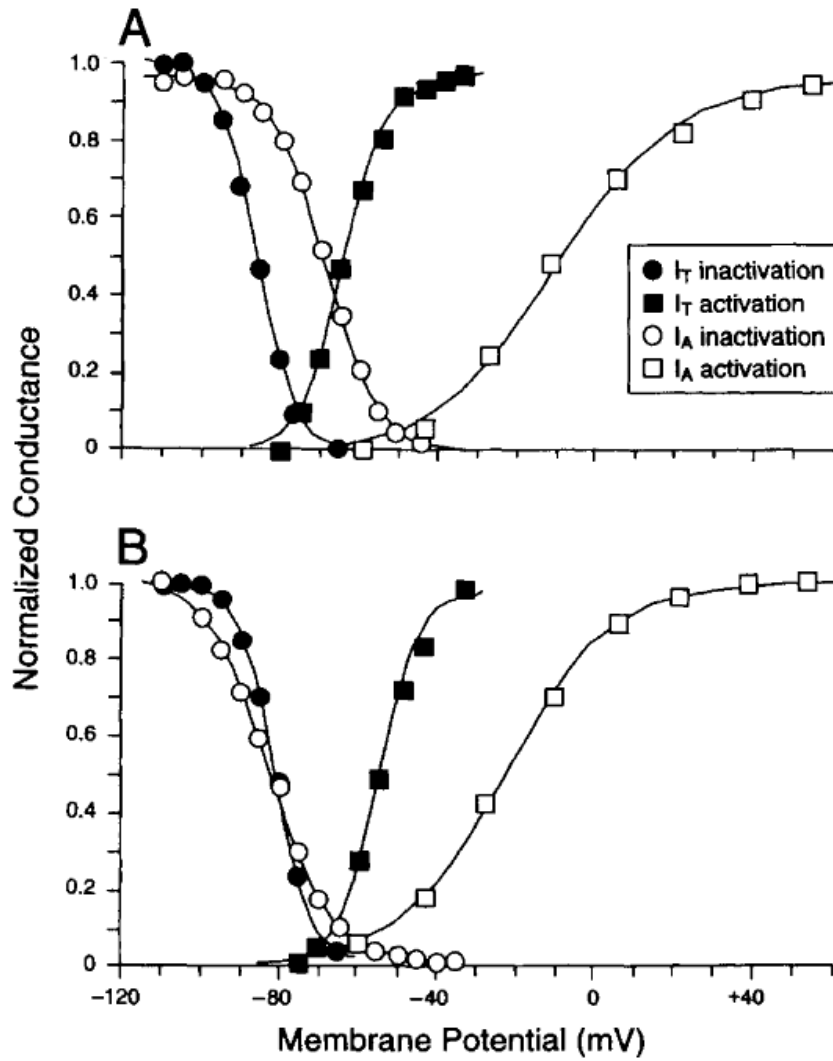 A
1.0
0.8
0.6
0.4
0.2
0
I_T inactivation
I_T activation
I_A inactivation
I_A activation
Normalized Conductance
B
1.0
0.8
0.6
0.4
0.2
0
−120 −80 −40 0 +40
Membrane Potential (mV)